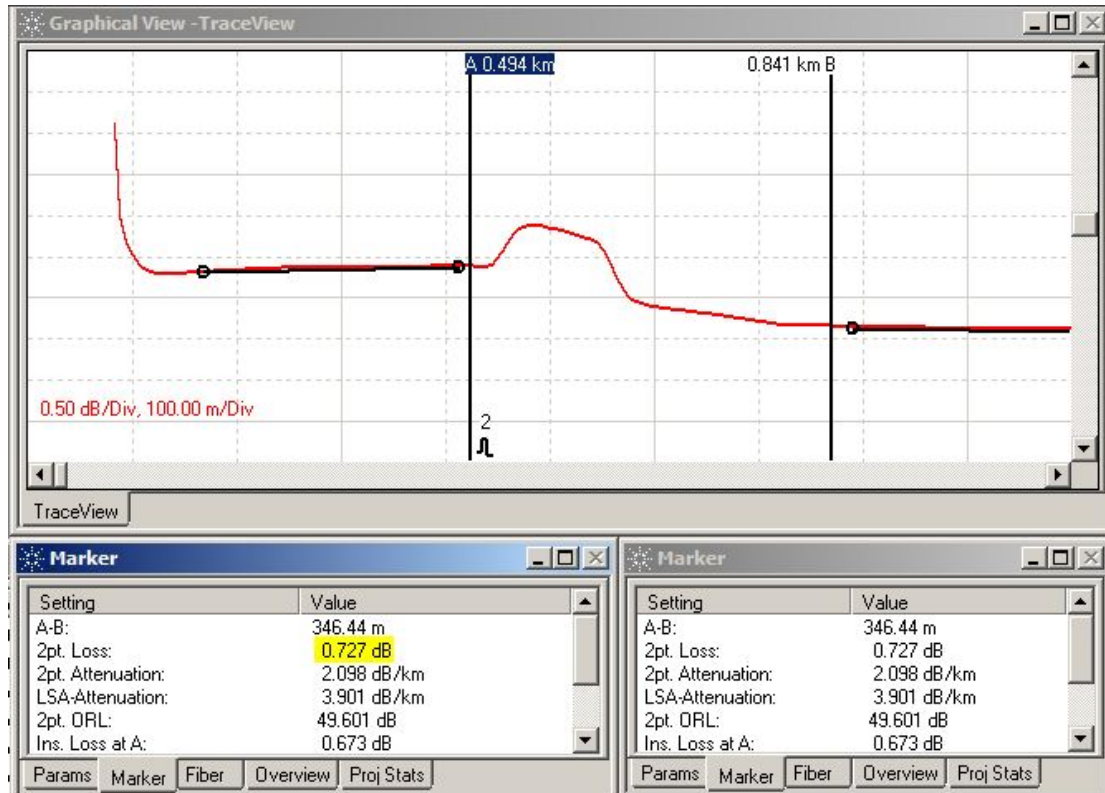 Graphical View -TraceView
A 0.494 km
0.841 km B
0.50 dB/Div, 100.00 m/Div
2
TraceView
Marker
Setting Value
A-B: 346.44 m
2pt. Loss: 0.727 dB
2pt. Attenuation: 2.098 dB/km
LSA-Attenuation: 3.901 dB/km
2pt. ORL: 49.601 dB
Ins. Loss at A: 0.673 dB
Params Marker Fiber Overview Proj Stats
Marker
Setting Value
A-B: 346.44 m
2pt. Loss: 0.727 dB
2pt. Attenuation: 2.098 dB/km
LSA-Attenuation: 3.901 dB/km
2pt. ORL: 49.601 dB
Ins. Loss at A: 0.673 dB
Params Marker Fiber Overview Proj Stats